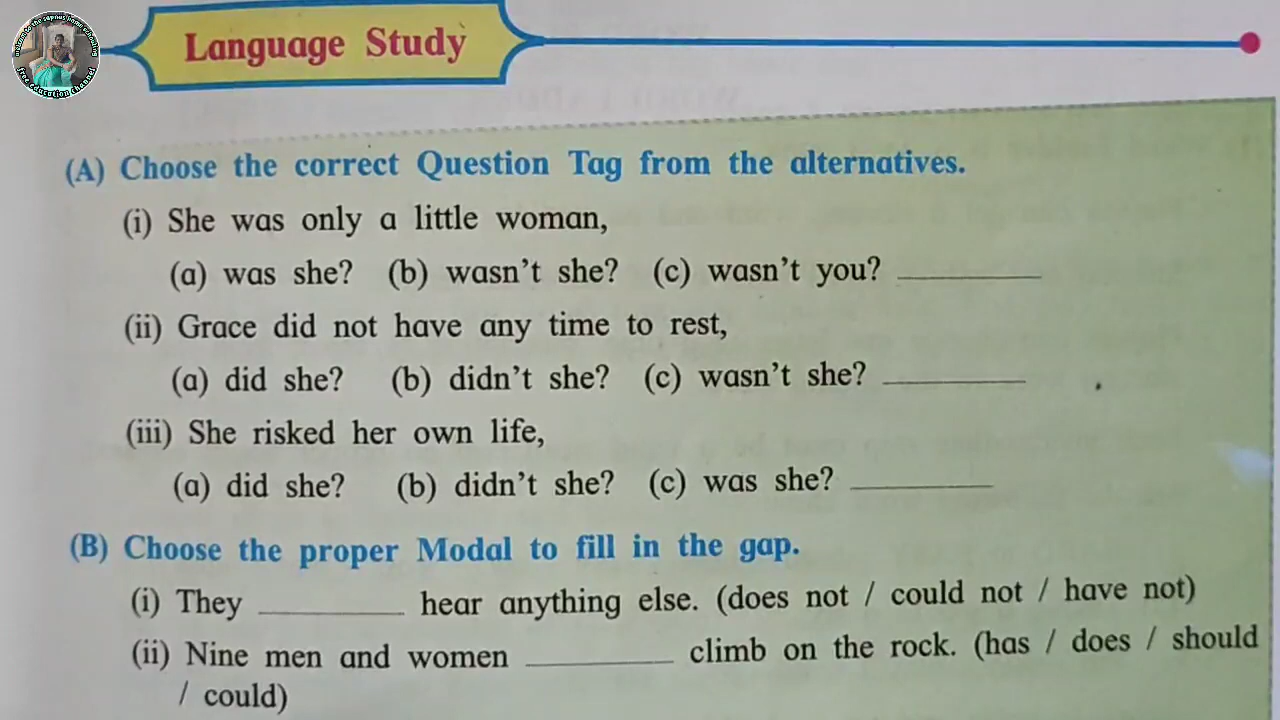 Language Study
(A) Choose the correct Question Tag from the alternatives.
(i) She was only a little woman,
(a) was she? (b) wasn't she? (c) wasn't you? ________
(ii) Grace did not have any time to rest,
(a) did she? (b) didn't she? (c) wasn't she? ________
(iii) She risked her own life,
(a) did she? (b) didn't she? (c) was she? ________
(B) Choose the proper Modal to fill in the gap.
(i) They ________ hear anything else. (does not / could not / have not)
(ii) Nine men and women ________ climb on the rock. (has / does / should
/ could)
free education channel